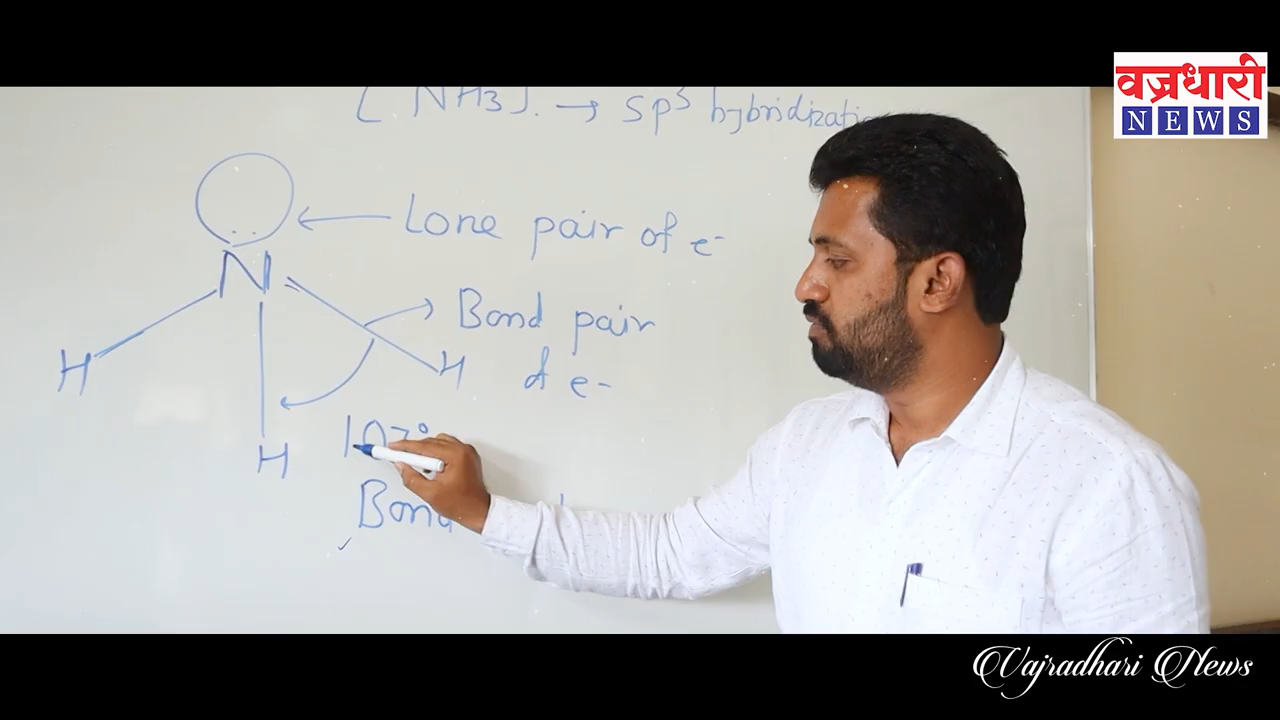 वज्रधारी
NEWS
[NH3]. → sp3 hybridization
Lone pair of e-
N
Bond pair
of e-
H
H
H
107°
Bond
Vajradhari News